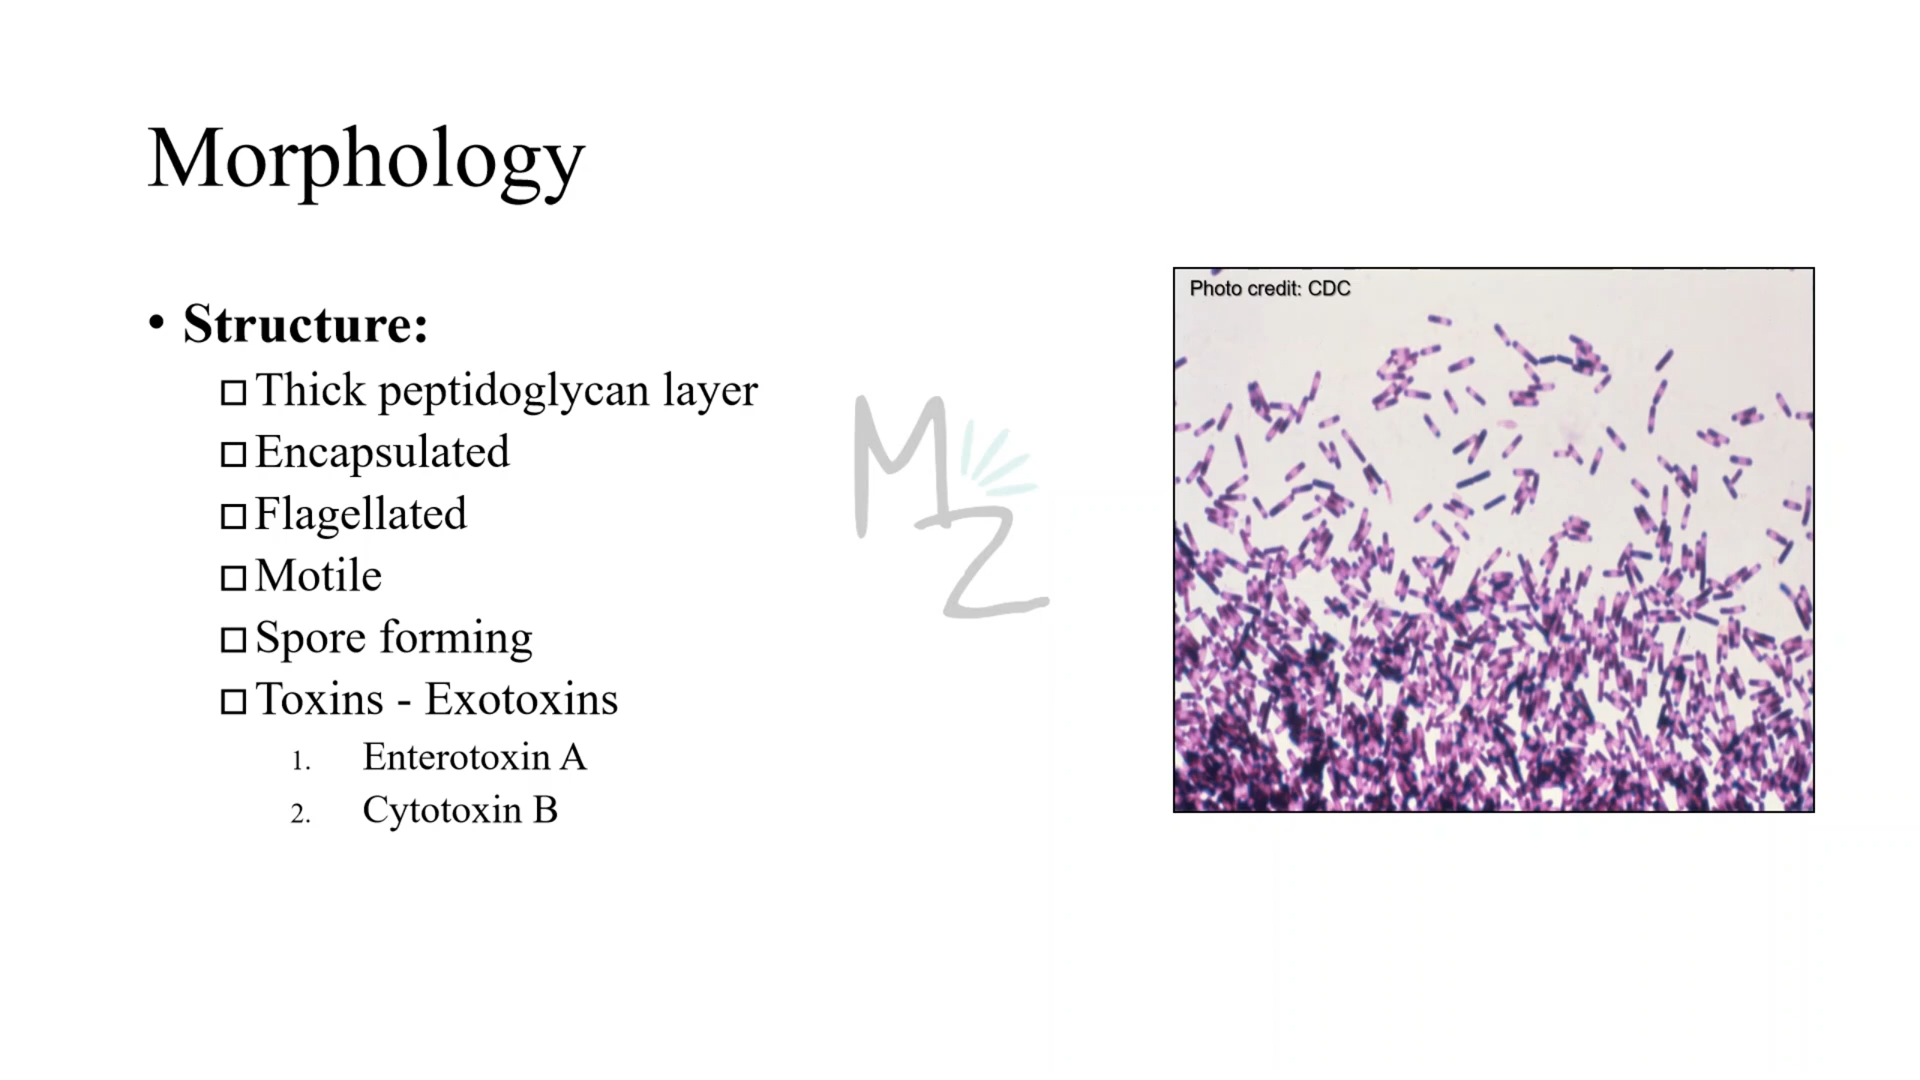 Morphology
• Structure:
□ Thick peptidoglycan layer
□ Encapsulated
□ Flagellated
□ Motile
□ Spore forming
□ Toxins - Exotoxins
1. Enterotoxin A
2. Cytotoxin B
MZ
Photo credit: CDC